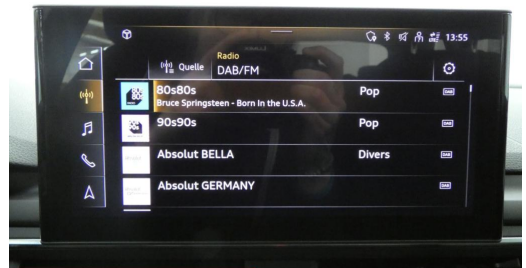 13:55
Radio
Quelle
DAB/FM
80s80s
Pop
DAB
Bruce Springsteen - Born In the U.S.A.
90s90s
Pop
DAB
Absolut BELLA
Divers
DAB
Absolut GERMANY
DAB